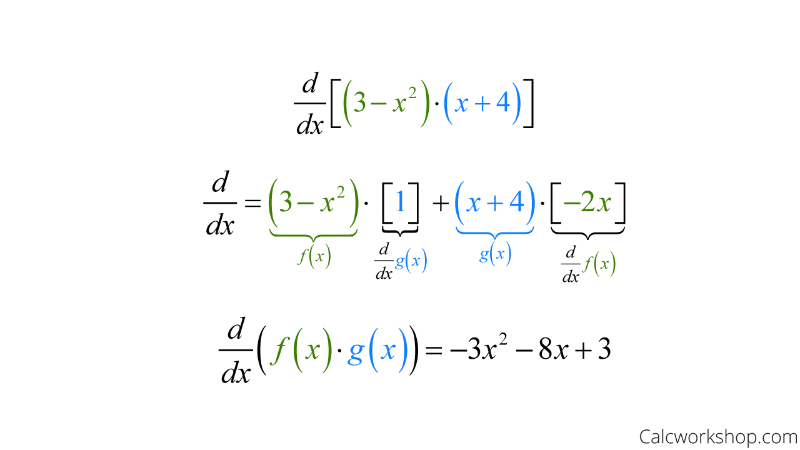 d/dx[(3 − x²)·(x + 4)]
d/dx = (3 − x²)· [1] + (x + 4)·[−2x]
f(x) d/dx g(x) g(x) d/dx f(x)
d/dx(f(x)·g(x)) = −3x² − 8x + 3
Calcworkshop.com